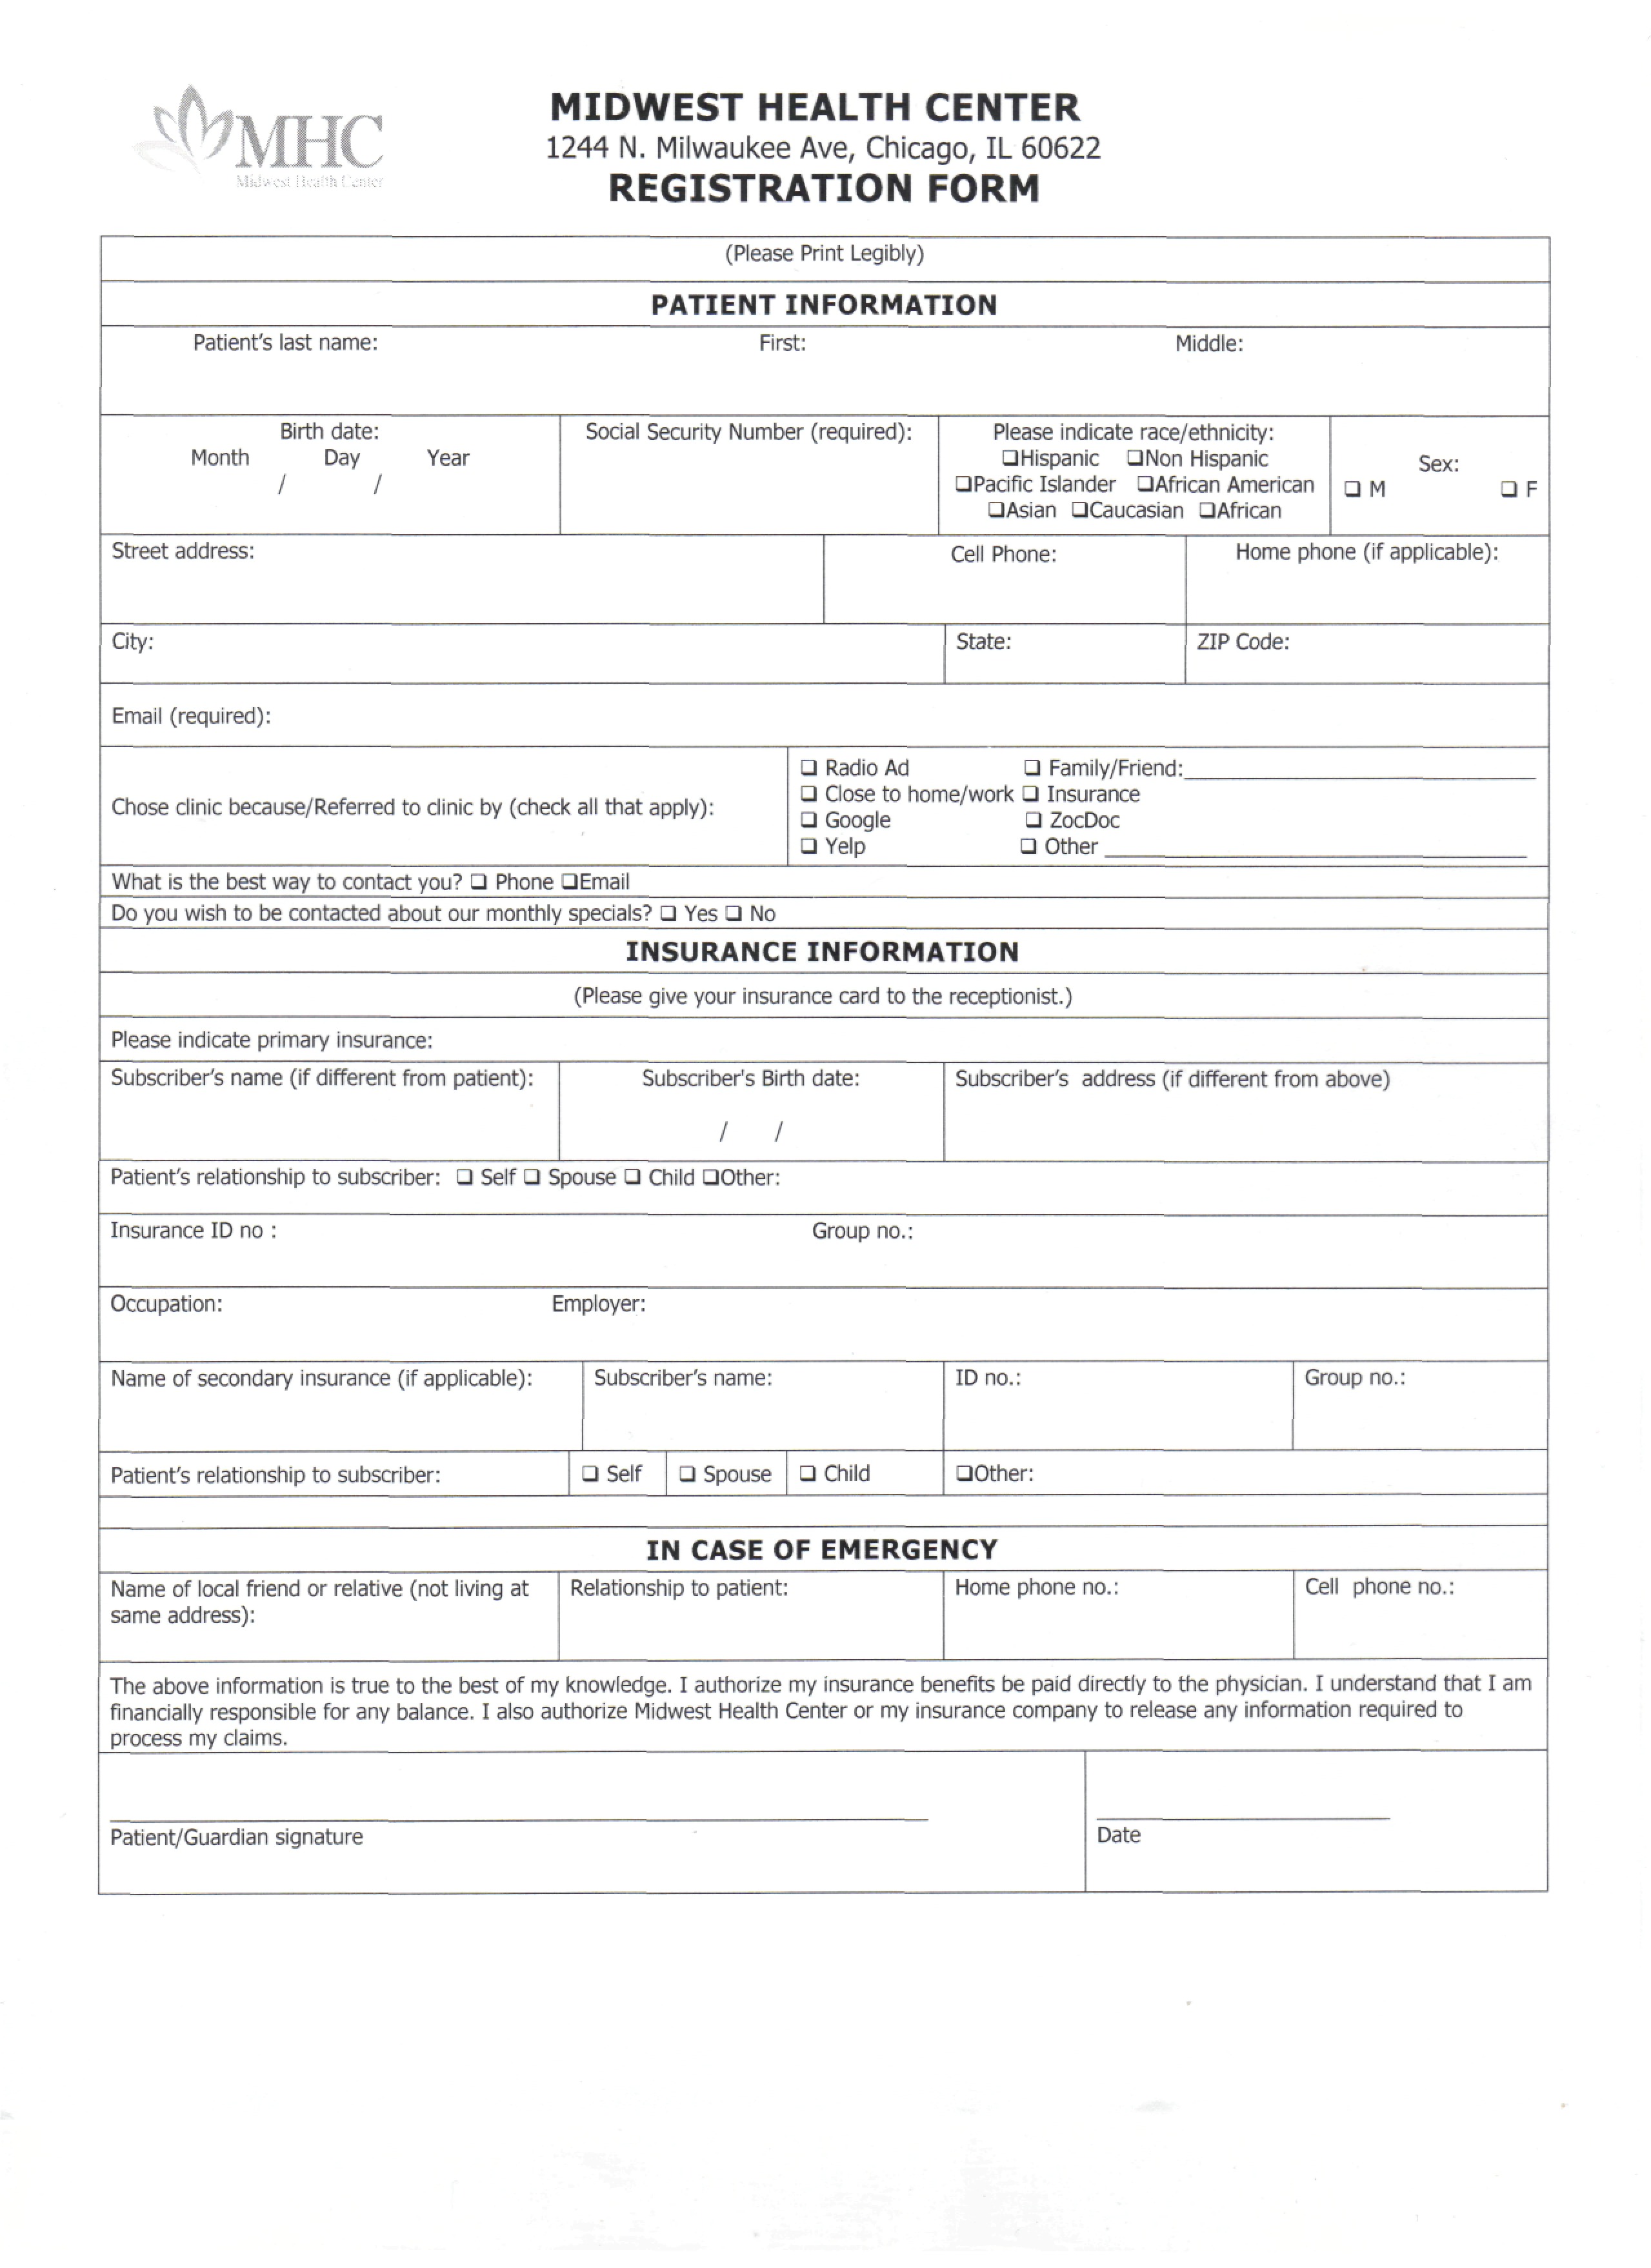 MHC
Midwest Health Center
MIDWEST HEALTH CENTER
1244 N. Milwaukee Ave, Chicago, IL 60622
REGISTRATION FORM
(Please Print Legibly)
PATIENT INFORMATION
Patient's last name: First: Middle:
Birth date:
Month Day Year
/ /
Social Security Number (required):
Please indicate race/ethnicity:
❑Hispanic ❑Non Hispanic
❑Pacific Islander ❑African American
❑Asian ❑Caucasian ❑African
Sex:
❑ M ❑ F
Street address:
Cell Phone:
Home phone (if applicable):
City:
State:
ZIP Code:
Email (required):
Chose clinic because/Referred to clinic by (check all that apply):
❑ Radio Ad ❑ Family/Friend:
❑ Close to home/work ❑ Insurance
❑ Google ❑ ZocDoc
❑ Yelp ❑ Other
What is the best way to contact you? ❑ Phone ❑Email
Do you wish to be contacted about our monthly specials? ❑ Yes ❑ No
INSURANCE INFORMATION
(Please give your insurance card to the receptionist.)
Please indicate primary insurance:
Subscriber's name (if different from patient):
Subscriber's Birth date:
/ /
Subscriber's address (if different from above)
Patient's relationship to subscriber: ❑ Self ❑ Spouse ❑ Child ❑Other:
Insurance ID no : Group no.:
Occupation: Employer:
Name of secondary insurance (if applicable):
Subscriber's name:
ID no.:
Group no.:
Patient's relationship to subscriber: ❑ Self ❑ Spouse ❑ Child ❑Other:
IN CASE OF EMERGENCY
Name of local friend or relative (not living at
same address):
Relationship to patient:
Home phone no.:
Cell phone no.:
The above information is true to the best of my knowledge. I authorize my insurance benefits be paid directly to the physician. I understand that I am
financially responsible for any balance. I also authorize Midwest Health Center or my insurance company to release any information required to
process my claims.
Patient/Guardian signature
Date